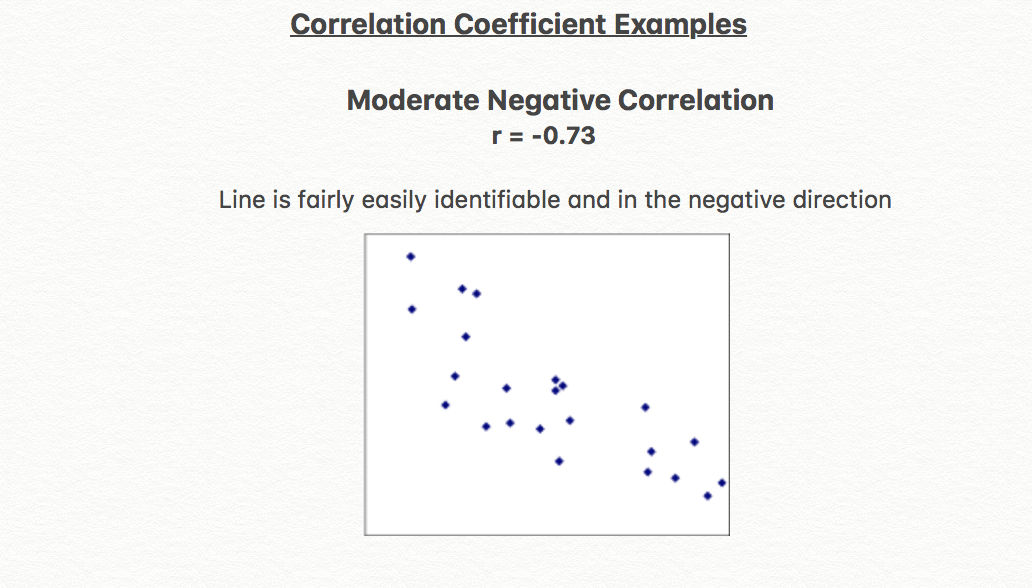 Correlation Coefficient Examples
Moderate Negative Correlation
r = -0.73
Line is fairly easily identifiable and in the negative direction